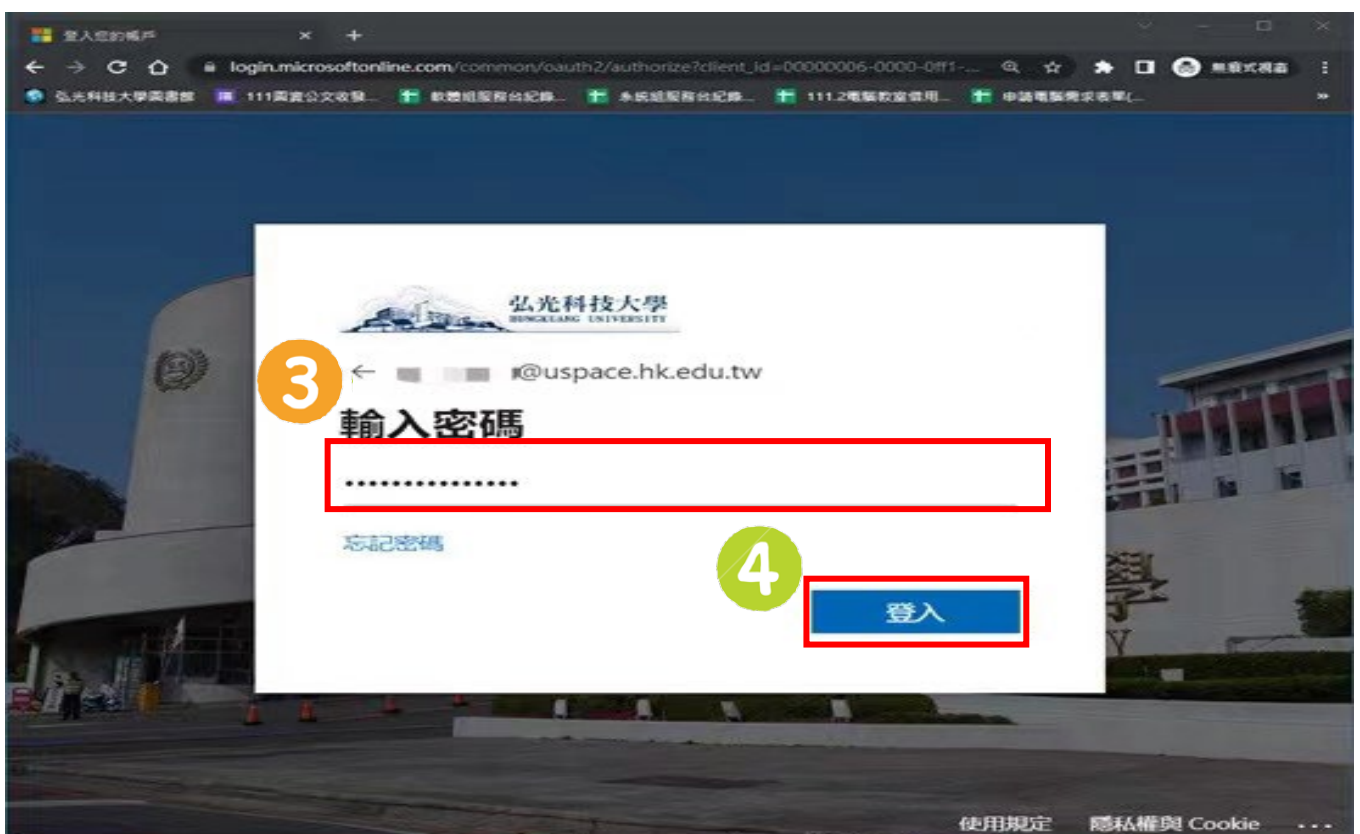 登入您的帳戶
login.microsoftonline.com/common/oauth2/authorize?client_id=00000006-0000-0ff1-...
無痕式視窗
弘光科技大學圖書館 111圖資公文收發... 軟體組服務台紀錄... 系統組服務台紀錄... 111.2電腦教室借用... 申請電腦需求表單(...
弘光科技大學
HUNGKUANG UNIVERSITY
3
@uspace.hk.edu.tw
輸入密碼
忘記密碼
4
登入
使用規定 隱私權與 Cookie ...